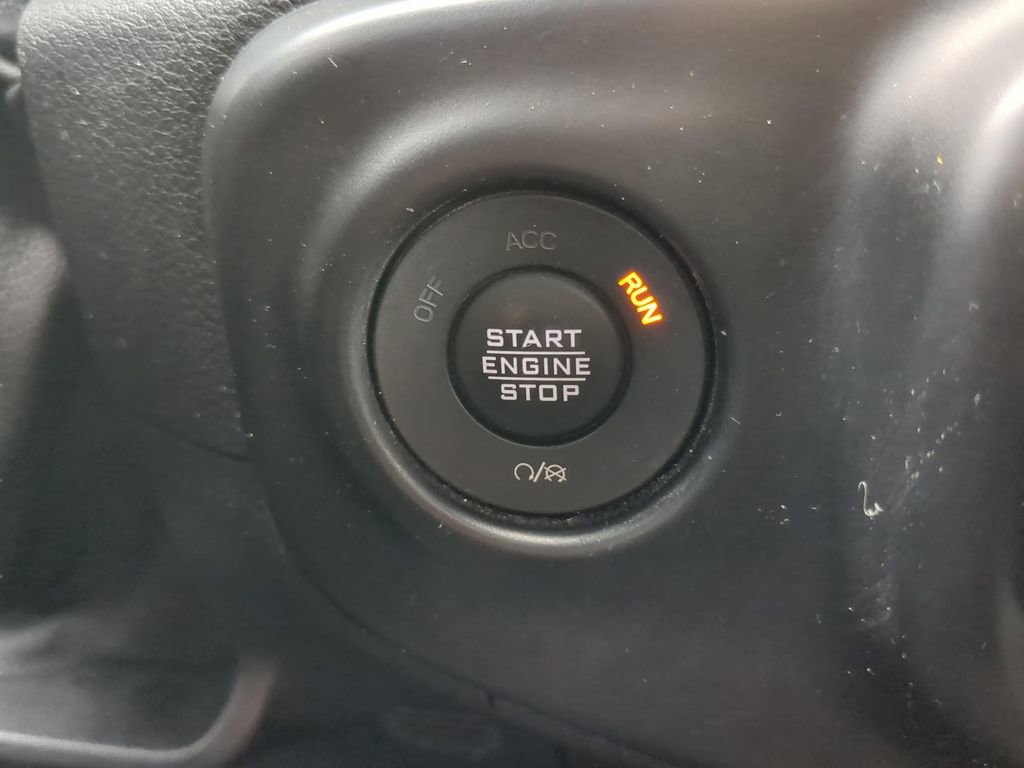 ACC
OFF
RUN
START
ENGINE
STOP